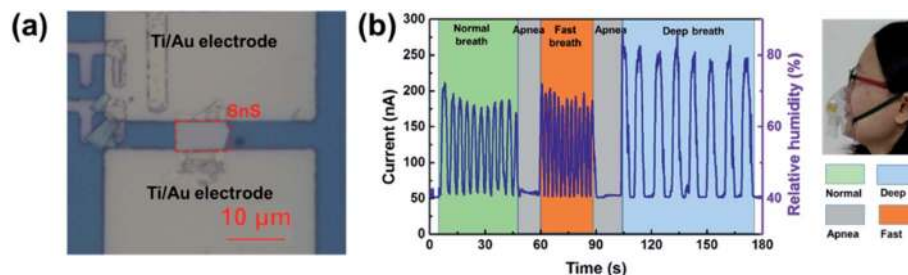 (a)
Ti/Au electrode
SnS
Ti/Au electrode
10 μm
(b)
Current (nA)
300
250
200
150
100
50
0
Normal
breath
Apnea
Fast
breath
Apnea
Deep breath
80
60
40
Relative humidity (%)
0 30 60 90 120 150 180
Time (s)
Normal
Deep
Apnea
Fast